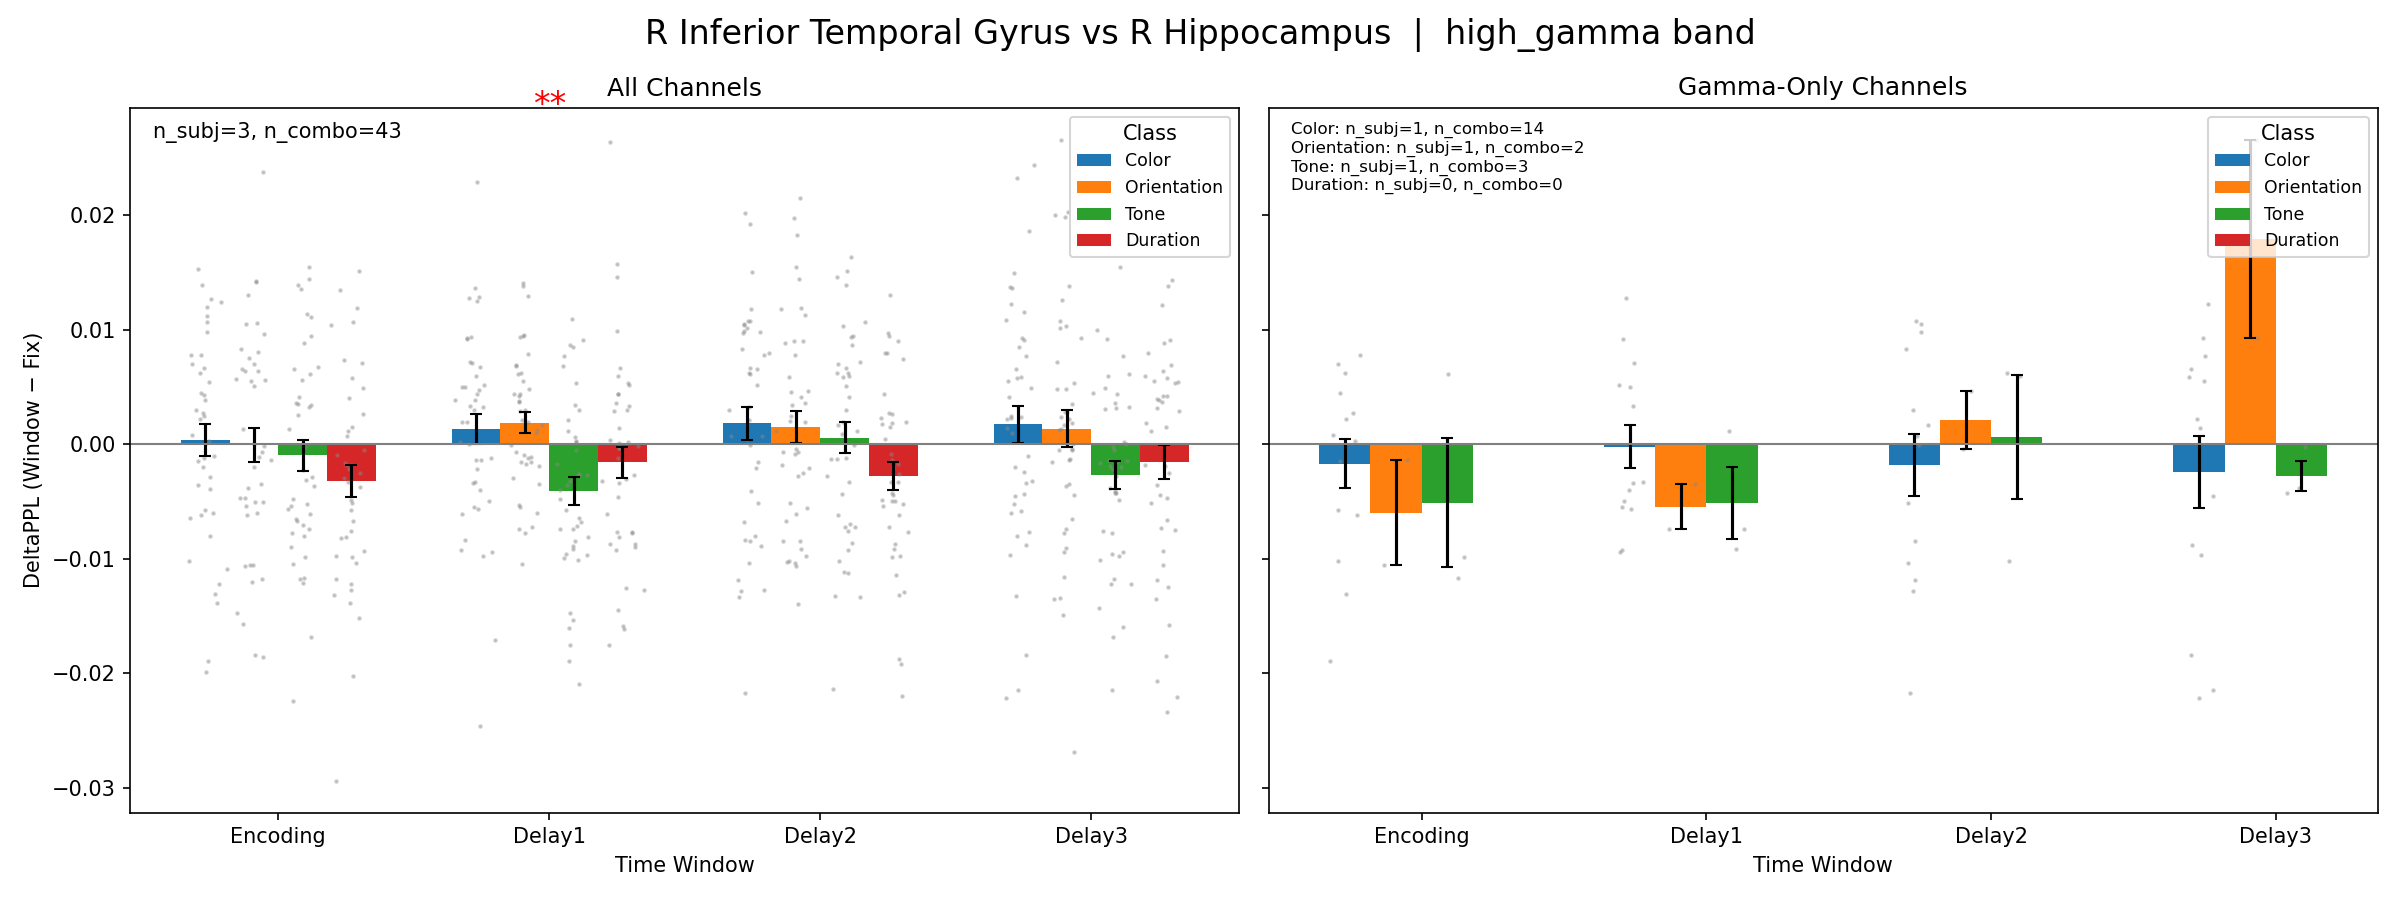 R Inferior Temporal Gyrus vs R Hippocampus | high_gamma band
All Channels
**
n_subj=3, n_combo=43
Class
Color
Orientation
Tone
Duration
0.02
0.01
0.00
−0.01
−0.02
−0.03
DeltaPPL (Window − Fix)
Encoding
Delay1
Delay2
Delay3
Time Window
Gamma-Only Channels
Color: n_subj=1, n_combo=14
Orientation: n_subj=1, n_combo=2
Tone: n_subj=1, n_combo=3
Duration: n_subj=0, n_combo=0
Class
Color
Orientation
Tone
Duration
Encoding
Delay1
Delay2
Delay3
Time Window